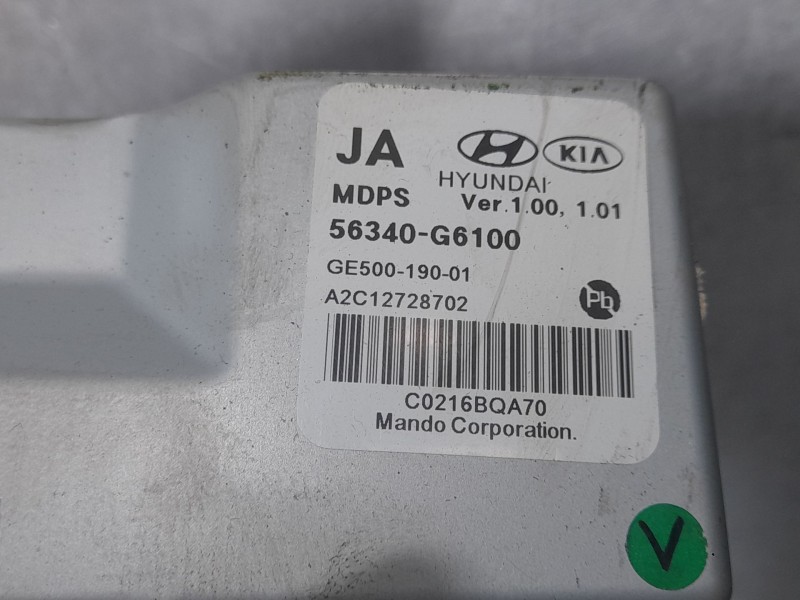 JA KIA
HYUNDAI
MDPS Ver.1.00, 1.01
56340-G6100
GE500-190-01
A2C12728702 Pb
C0216BQA70
Mando Corporation.
V